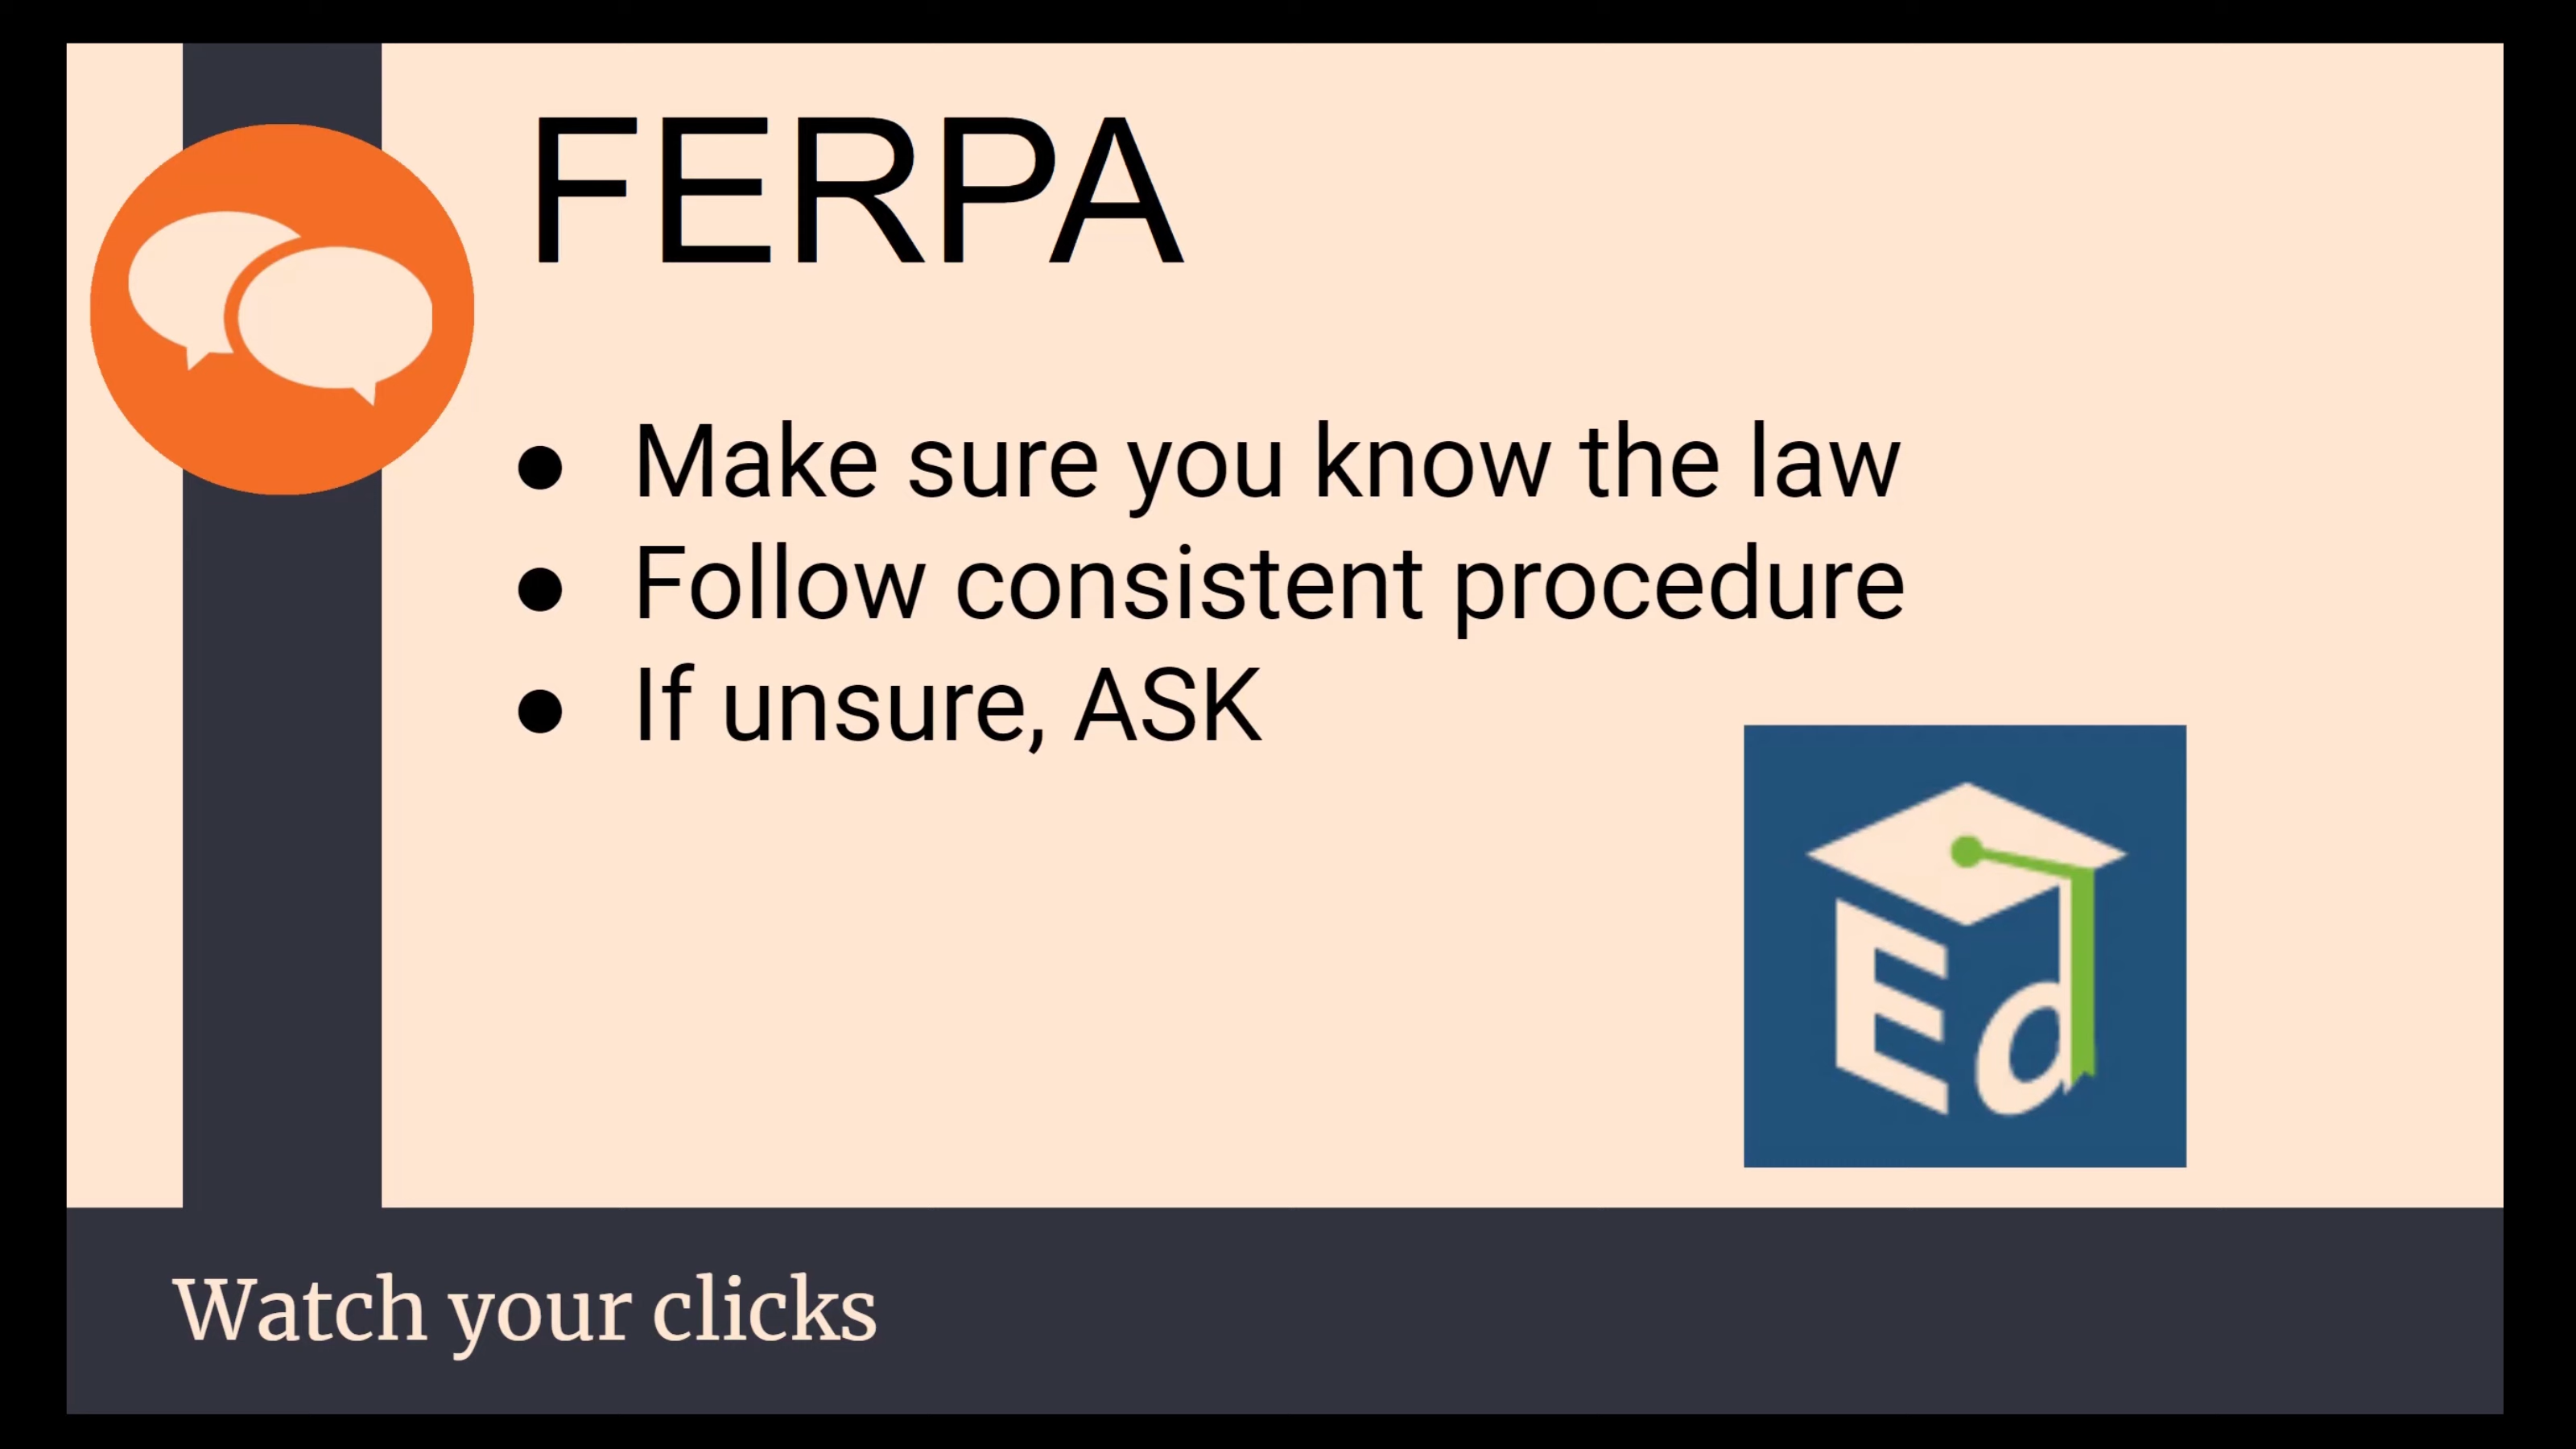 FERPA
● Make sure you know the law
● Follow consistent procedure
● If unsure, ASK
Ed
Watch your clicks